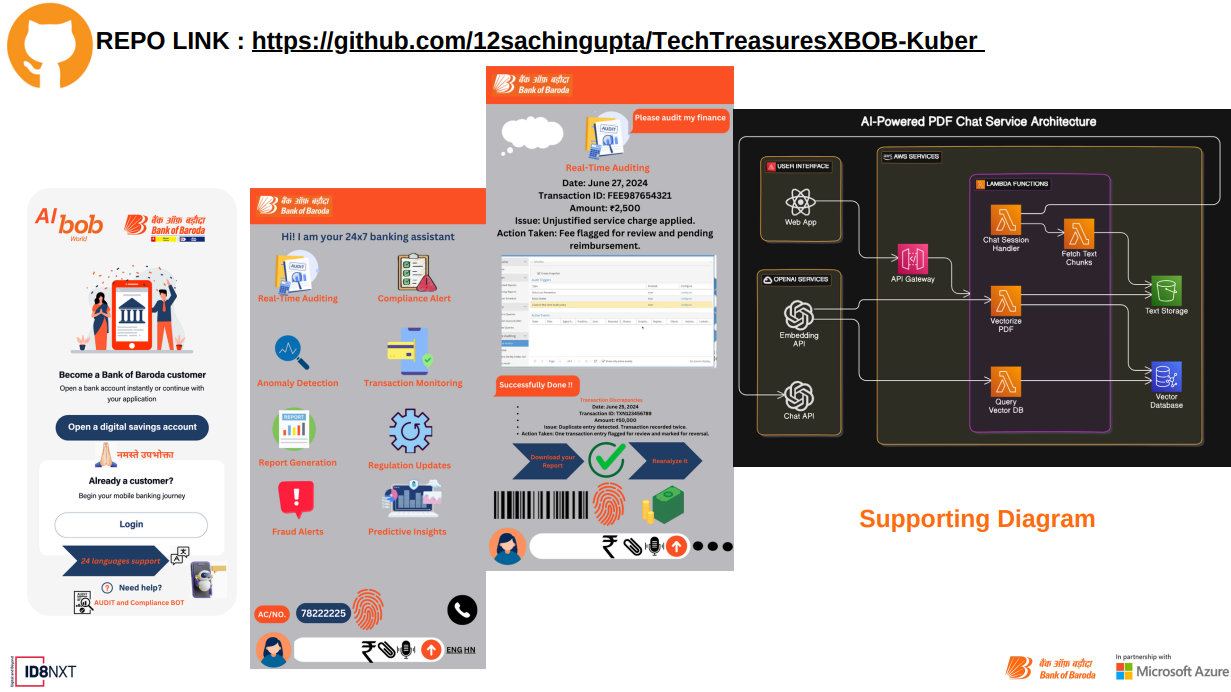 REPO LINK : https://github.com/12sachingupta/TechTreasuresXBOB-Kuber
AI bob
World
बैंक ऑफ़ बड़ौदा
Bank of Baroda
Become a Bank of Baroda customer
Open a bank account instantly or continue with
your application
Open a digital savings account
नमस्ते उपभोक्ता
Already a customer?
Begin your mobile banking journey
Login
24 languages support
Need help?
AUDIT and Compliance BOT
बैंक ऑफ़ बड़ौदा
Bank of Baroda
Hi! I am your 24x7 banking assistant
AUDIT
Real-Time Auditing
Compliance Alert
Anomaly Detection
Transaction Monitoring
REPORT
Report Generation
Regulation Updates
Fraud Alerts
Predictive Insights
AC/NO.
78222225
₹
ENG HN
बैंक ऑफ़ बड़ौदा
Bank of Baroda
Please audit my finance
AUDIT
Real-Time Auditing
Date: June 27, 2024
Transaction ID: FEE987654321
Amount: ₹2,500
Issue: Unjustified service charge applied.
Action Taken: Fee flagged for review and pending
reimbursement.
Successfully Done !!
Transaction Discrepancies
Date: June 25, 2024
Transaction ID: TXN123456789
Amount: ₹50,000
Issue: Duplicate entry detected. Transaction recorded twice.
Action Taken: One transaction entry flagged for review and marked for reversal.
Download your
Report
Reanalyze it
₹
AI-Powered PDF Chat Service Architecture
USER INTERFACE
Web App
OPENAI SERVICES
Embedding
API
Chat API
AWS SERVICES
API Gateway
LAMBDA FUNCTIONS
Chat Session
Handler
Fetch Text
Chunks
Vectorize
PDF
Query
Vector DB
Text Storage
Vector
Database
Supporting Diagram
ID8NXT
बैंक ऑफ़ बड़ौदा
Bank of Baroda
In partnership with
Microsoft Azure